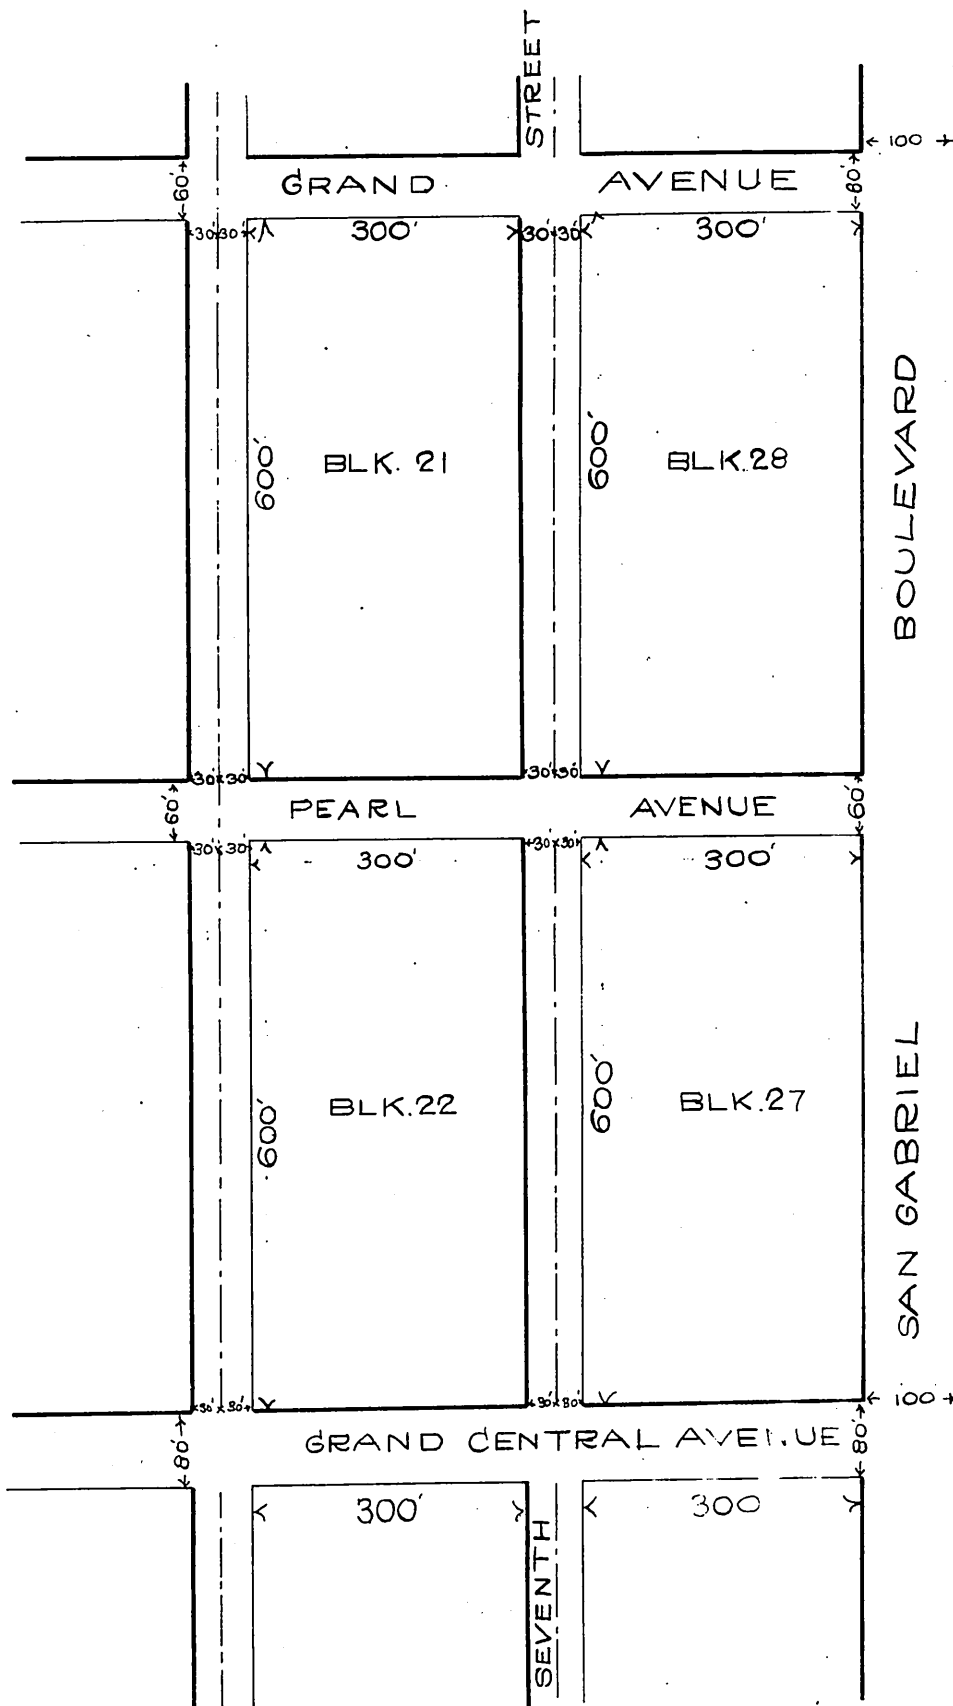 STREET
100
60'
GRAND AVENUE
80'
30' 30' 300' 30' 30' 300'
BOULEVARD
600' BLK. 21 600' BLK. 28
30' 30' 30' 30'
60' PEARL AVENUE 60'
30' 30' 300' 30' 30' 300'
600' BLK. 22 600' BLK. 27
SAN GABRIEL
30' 30' 30' 30' 100
80' GRAND CENTRAL AVENUE 80'
300' 300
SEVENTH